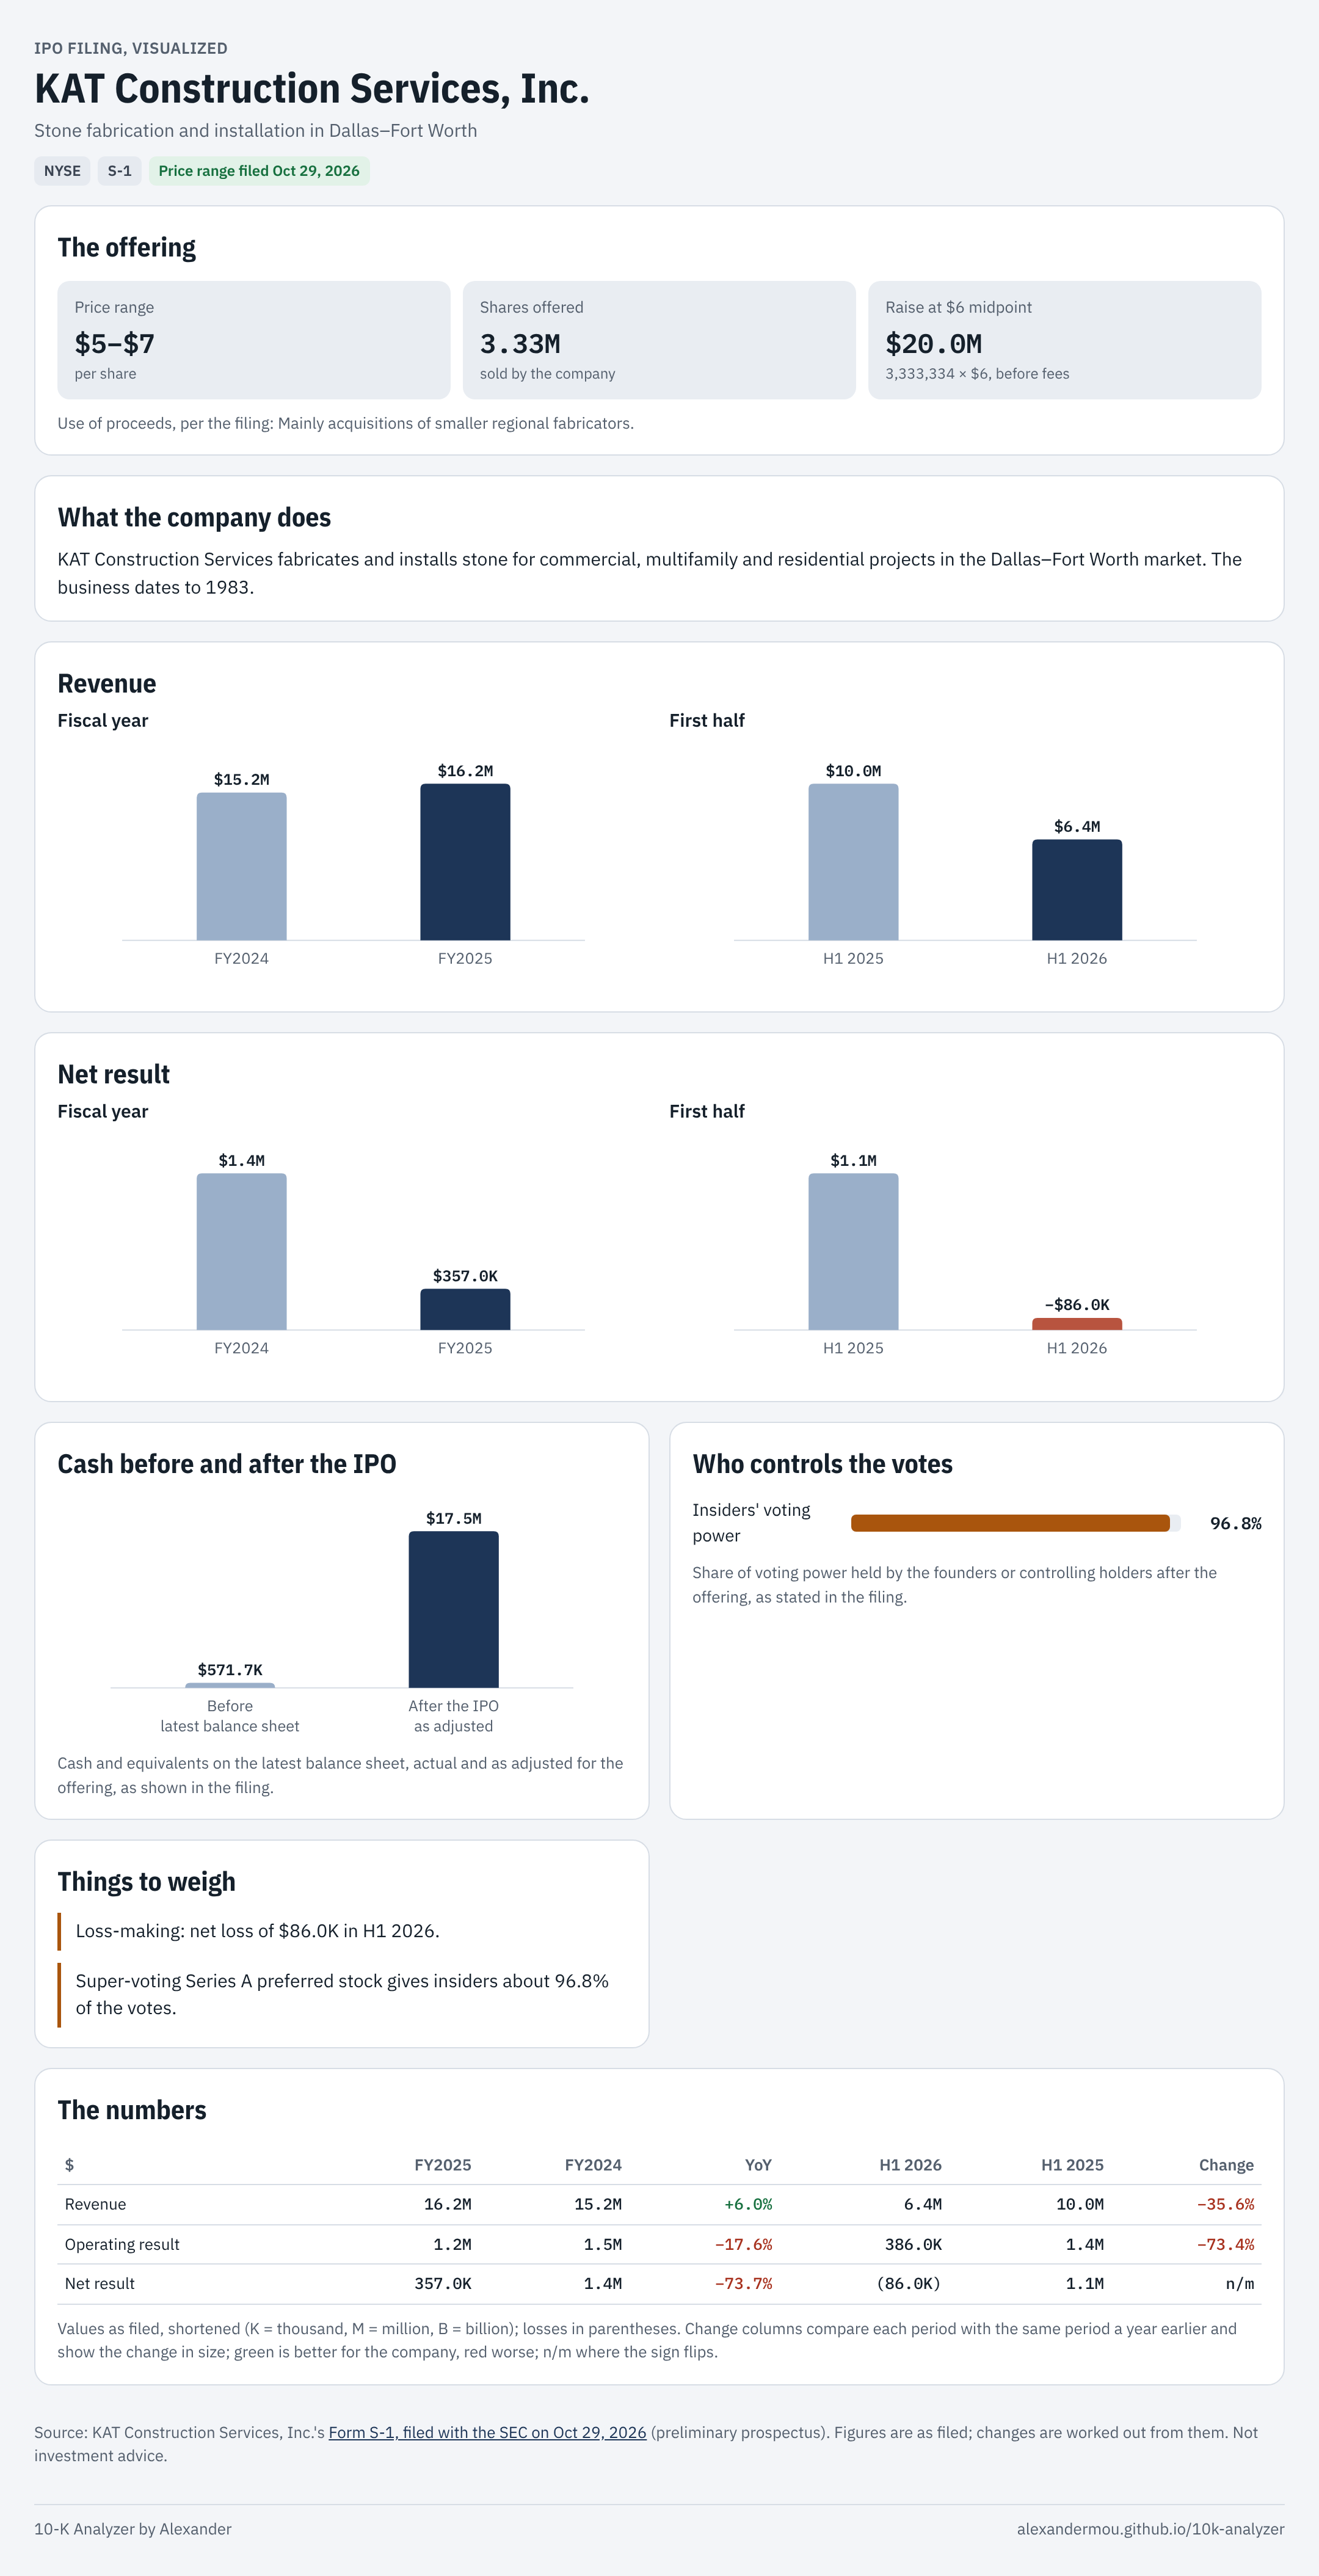 IPO FILING, VISUALIZED
KAT Construction Services, Inc.
Stone fabrication and installation in Dallas–Fort Worth
NYSE S-1 Price range filed Oct 29, 2026
The offering
Price range Shares offered Raise at $6 midpoint
$5–$7 3.33M $20.0M
per share sold by the company 3,333,334 × $6, before fees
Use of proceeds, per the filing: Mainly acquisitions of smaller regional fabricators.
What the company does
KAT Construction Services fabricates and installs stone for commercial, multifamily and residential projects in the Dallas–Fort Worth market. The
business dates to 1983.
Revenue
Fiscal year First half
$15.2M $16.2M $10.0M $6.4M
FY2024 FY2025 H1 2025 H1 2026
Net result
Fiscal year First half
$1.4M $357.0K $1.1M −$86.0K
FY2024 FY2025 H1 2025 H1 2026
Cash before and after the IPO
$571.7K $17.5M
Before After the IPO
latest balance sheet as adjusted
Cash and equivalents on the latest balance sheet, actual and as adjusted for the
offering, as shown in the filing.
Who controls the votes
Insiders' voting
power 96.8%
Share of voting power held by the founders or controlling holders after the
offering, as stated in the filing.
Things to weigh
Loss-making: net loss of $86.0K in H1 2026.
Super-voting Series A preferred stock gives insiders about 96.8%
of the votes.
The numbers
$ FY2025 FY2024 YoY H1 2026 H1 2025 Change
Revenue 16.2M 15.2M +6.0% 6.4M 10.0M −35.6%
Operating result 1.2M 1.5M −17.6% 386.0K 1.4M −73.4%
Net result 357.0K 1.4M −73.7% (86.0K) 1.1M n/m
Values as filed, shortened (K = thousand, M = million, B = billion); losses in parentheses. Change columns compare each period with the same period a year earlier and
show the change in size; green is better for the company, red worse; n/m where the sign flips.
Source: KAT Construction Services, Inc.'s Form S-1, filed with the SEC on Oct 29, 2026 (preliminary prospectus). Figures are as filed; changes are worked out from them. Not
investment advice.
10-K Analyzer by Alexander alexandermou.github.io/10k-analyzer